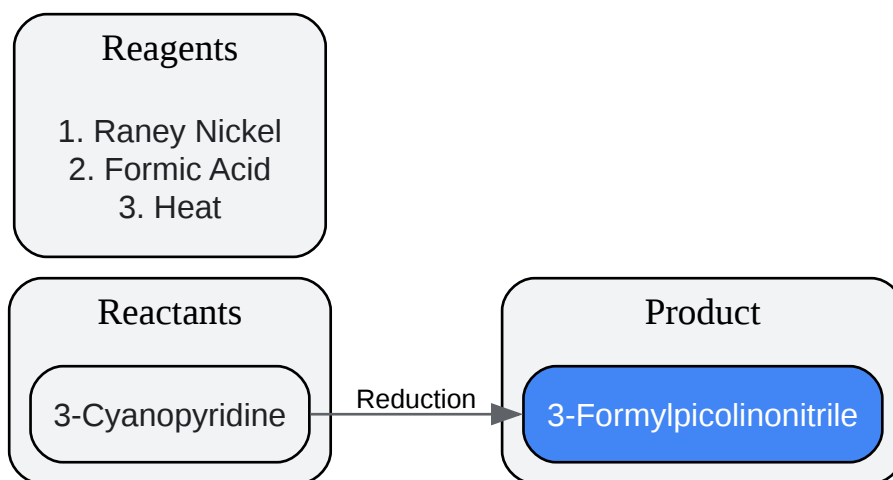 Reagents
1. Raney Nickel
2. Formic Acid
3. Heat
Reactants
3-Cyanopyridine
Reduction
Product
3-Formylpicolinonitrile